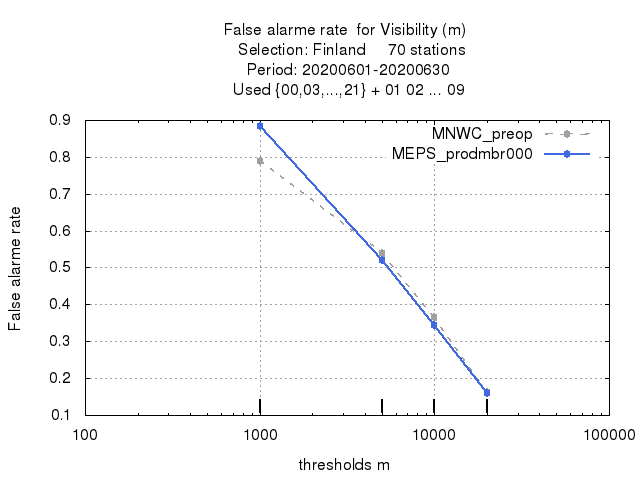 False alarme rate  for Visibility (m)
Selection: Finland     70 stations
Period: 20200601-20200630
Used {00,03,...,21} + 01 02 ... 09
MNWC_preop
MEPS_prodmbr000
False alarme rate
0.9
0.8
0.7
0.6
0.5
0.4
0.3
0.2
0.1
100 1000 10000 100000
thresholds m